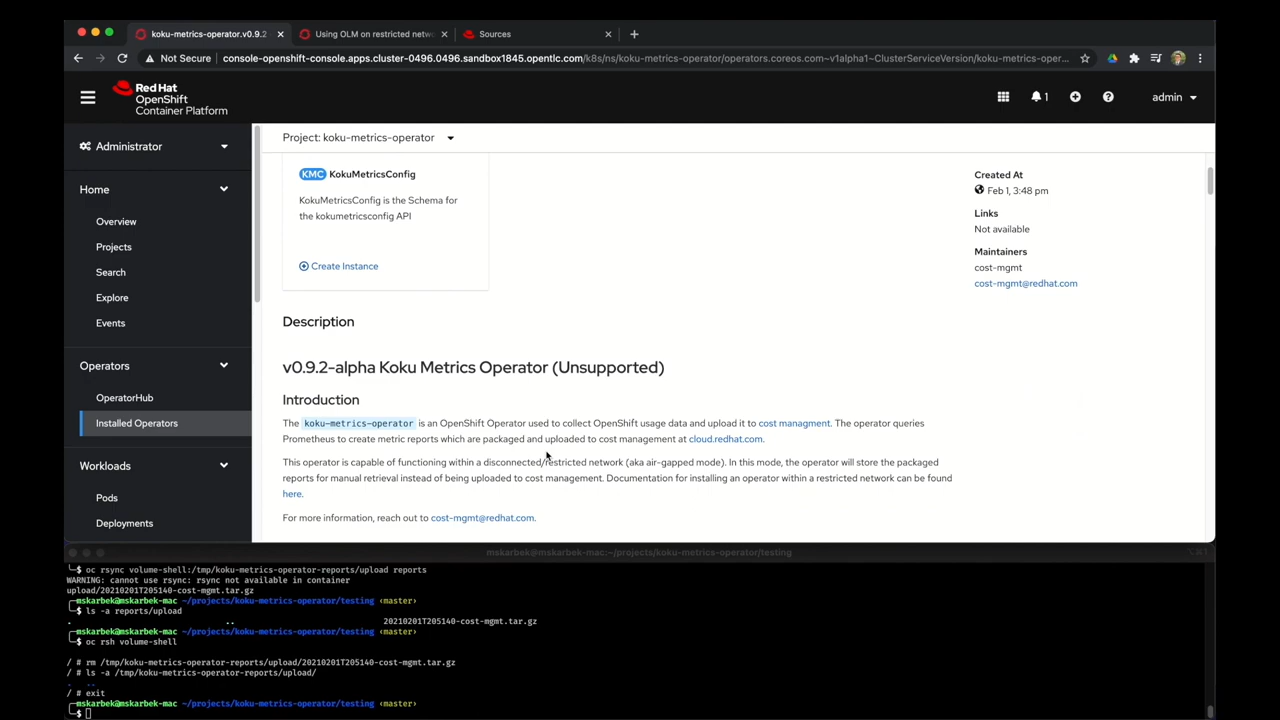 koku-metrics-operator.v0.9.2
Using OLM on restricted netw
Sources
Not Secure
console-openshift-console.apps.cluster-0496.0496.sandbox1845.opentlc.com/k8s/ns/koku-metrics-operator/operators.coreos.com~v1alpha1~ClusterServiceVersion/koku-metrics-oper...
Red Hat
OpenShift
Container Platform
1
admin
Administrator
Home
Overview
Projects
Search
Explore
Events
Operators
OperatorHub
Installed Operators
Workloads
Pods
Deployments
Project: koku-metrics-operator
KMC KokuMetricsConfig
KokuMetricsConfig is the Schema for
the kokumetricsconfig API
Create Instance
Created At
Feb 1, 3:48 pm
Links
Not available
Maintainers
cost-mgmt
cost-mgmt@redhat.com
Description
v0.9.2-alpha Koku Metrics Operator (Unsupported)
Introduction
The koku-metrics-operator is an OpenShift Operator used to collect OpenShift usage data and upload it to cost managment. The operator queries
Prometheus to create metric reports which are packaged and uploaded to cost management at cloud.redhat.com.
This operator is capable of functioning within a disconnected/restricted network (aka air-gapped mode). In this mode, the operator will store the packaged
reports for manual retrieval instead of being uploaded to cost management. Documentation for installing an operator within a restricted network can be found
here.
For more information, reach out to cost-mgmt@redhat.com.
mskarbek@mskarbek-mac:~/projects/koku-metrics-operator/testing
$ oc rsync volume-shell:/tmp/koku-metrics-operator-reports/upload reports
WARNING: cannot use rsync: rsync not available in container
upload/20210201T205140-cost-mgmt.tar.gz
mskarbek@mskarbek-mac ~/projects/koku-metrics-operator/testing ‹master›
$ ls -a reports/upload
. .. 20210201T205140-cost-mgmt.tar.gz
mskarbek@mskarbek-mac ~/projects/koku-metrics-operator/testing ‹master›
$ oc rsh volume-shell
/ # rm /tmp/koku-metrics-operator-reports/upload/20210201T205140-cost-mgmt.tar.gz
/ # ls -a /tmp/koku-metrics-operator-reports/upload/
. ..
/ # exit
mskarbek@mskarbek-mac ~/projects/koku-metrics-operator/testing ‹master›
$